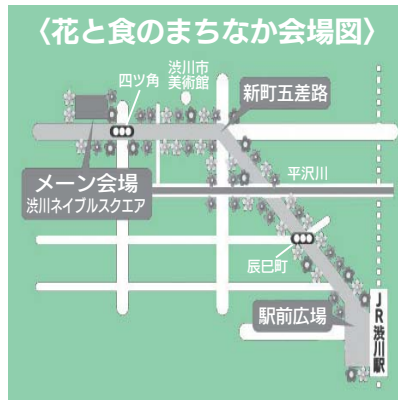 〈花と食のまちなか会場図〉
渋川市
美術館
四ツ角
新町五差路
メーン会場
渋川ネイブルスクエア
平沢川
辰巳町
駅前広場
JR渋川駅